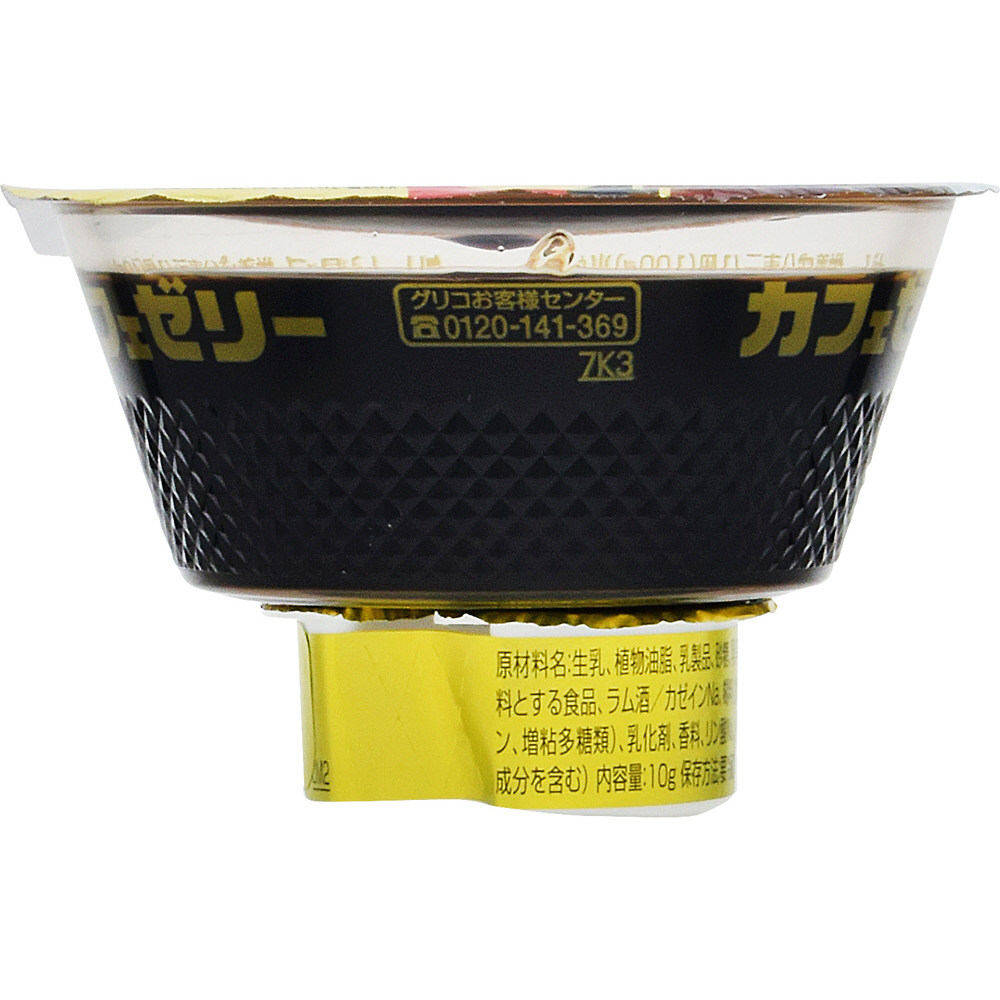 フェゼリー
グリコお客様センター
☎0120-141-369
カフェゼ
7K3
原材料名:生乳、植物油脂、乳製品、砂糖、
料とする食品、ラム酒/カゼインNa、
ン、増粘多糖類)、乳化剤、香料、リン
成分を含む) 内容量:10g 保存方法:要
M2